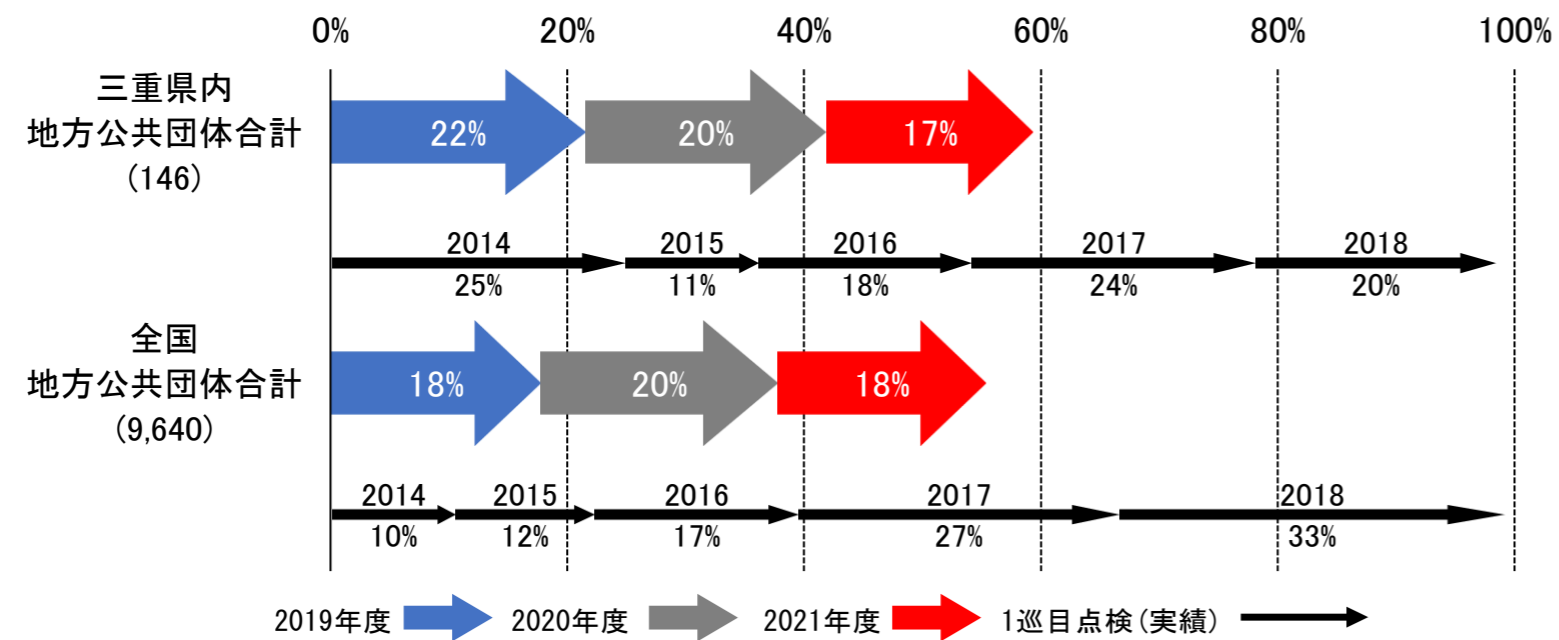 0% 20% 40% 60% 80% 100%
三重県内
地方公共団体合計
(146)
22% 20% 17%
2014 2015 2016 2017 2018
25% 11% 18% 24% 20%
全国
地方公共団体合計
(9,640)
18% 20% 18%
2014 2015 2016 2017 2018
10% 12% 17% 27% 33%
2019年度 2020年度 2021年度 1巡目点検(実績)